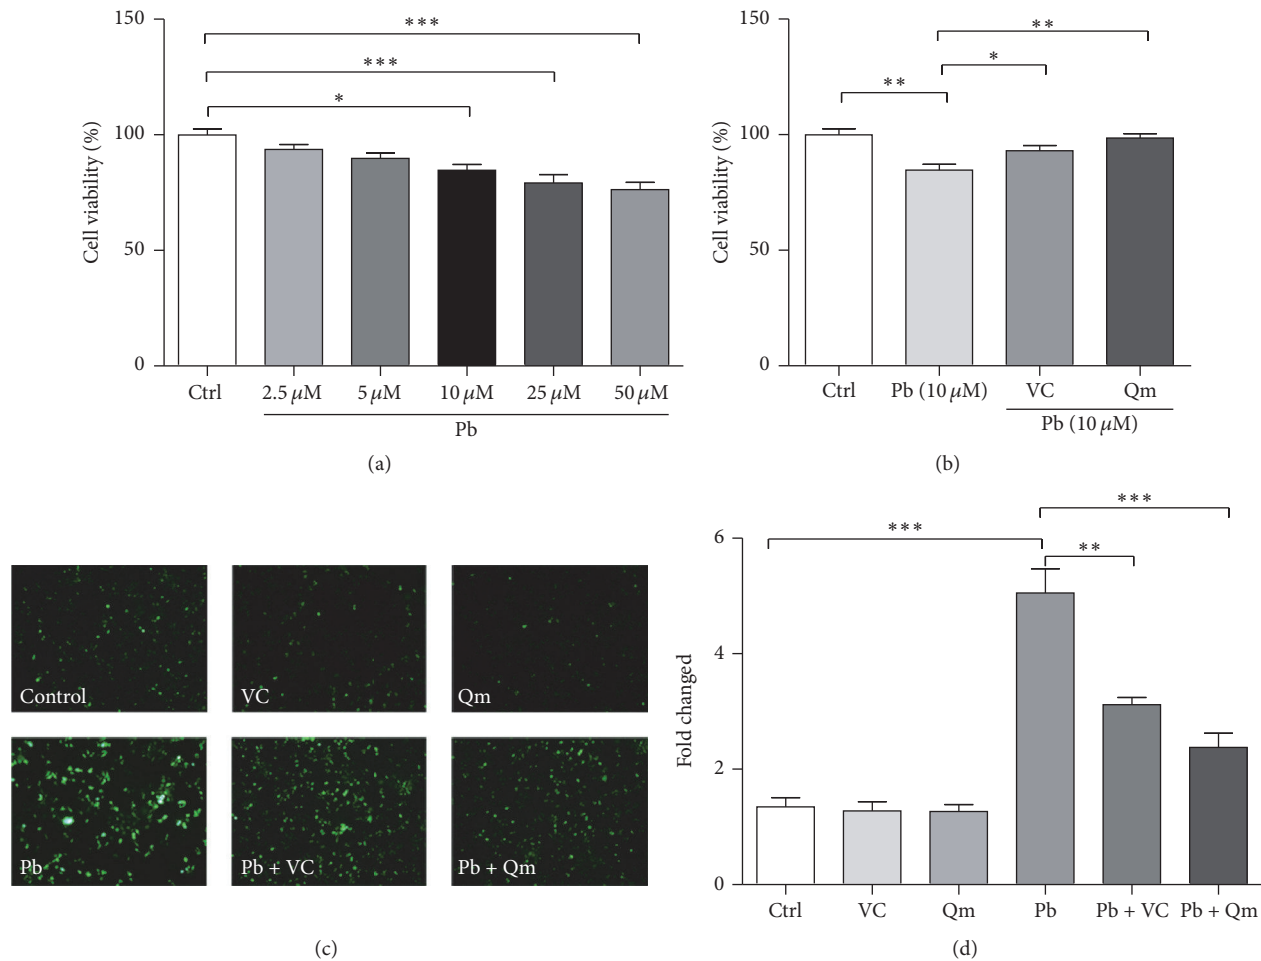 ***
***
*
150
100
50
0
Cell viability (%)
Ctrl 2.5 μM 5 μM 10 μM 25 μM 50 μM
Pb
(a)
**
*
**
150
100
50
0
Cell viability (%)
Ctrl Pb (10 μM) VC Qm
Pb (10 μM)
(b)
Control VC Qm
Pb Pb + VC Pb + Qm
(c)
***
***
**
6
4
2
0
Fold changed
Ctrl VC Qm Pb Pb + VC Pb + Qm
(d)